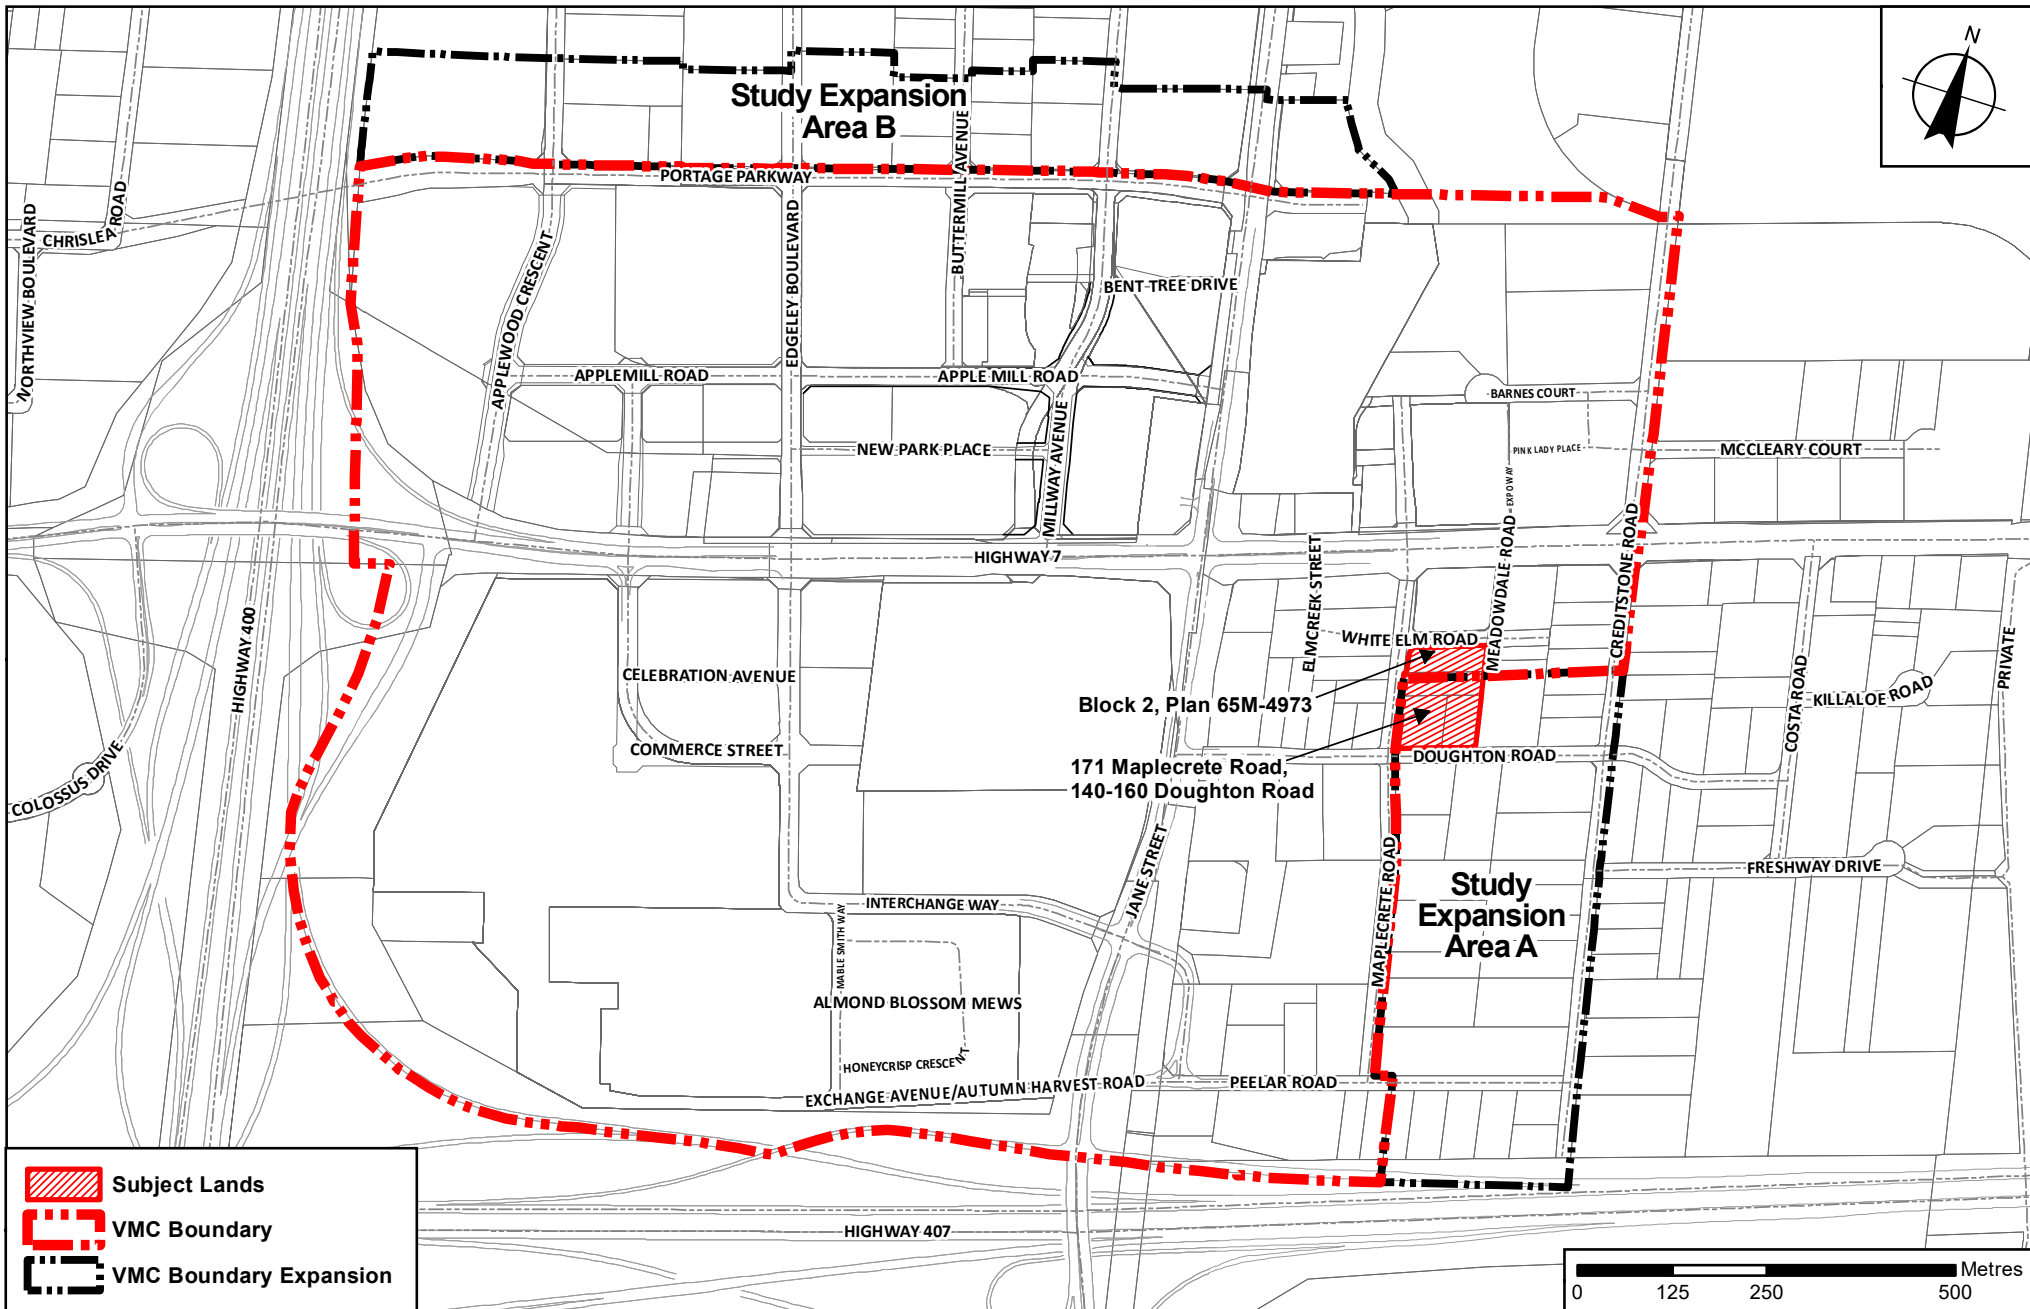 N
Study Expansion
Area B
PORTAGE PARKWAY
CHRISLEA ROAD
NORTHVIEW BOULEVARD
APPLEWOOD CRESCENT
EDGELEY BOULEVARD
BUTTERMILL AVENUE
BENT TREE DRIVE
APPLEMILL ROAD
APPLE MILL ROAD
BARNES COURT
NEW PARK PLACE
MILLWAY AVENUE
PINK LADY PLACE
MCCLEARY COURT
EXPO WAY
HIGHWAY 7
ELMCREEK STREET
MEADOWDALE ROAD
CREDITSTONE ROAD
HIGHWAY 400
WHITE ELM ROAD
CELEBRATION AVENUE
Block 2, Plan 65M-4973
COSTA ROAD
KILLALOE ROAD
PRIVATE
COLOSSUS DRIVE
COMMERCE STREET
DOUGHTON ROAD
171 Maplecrete Road,
140-160 Doughton Road
JANE STREET
MAPLECRETE ROAD
FRESHWAY DRIVE
Study
Expansion
Area A
INTERCHANGE WAY
MABLE SMITH WAY
ALMOND BLOSSOM MEWS
HONEYCRISP CRESCENT
EXCHANGE AVENUE/AUTUMN HARVEST ROAD
PEELAR ROAD
HIGHWAY 407
Subject Lands
VMC Boundary
VMC Boundary Expansion
Metres
0 125 250 500